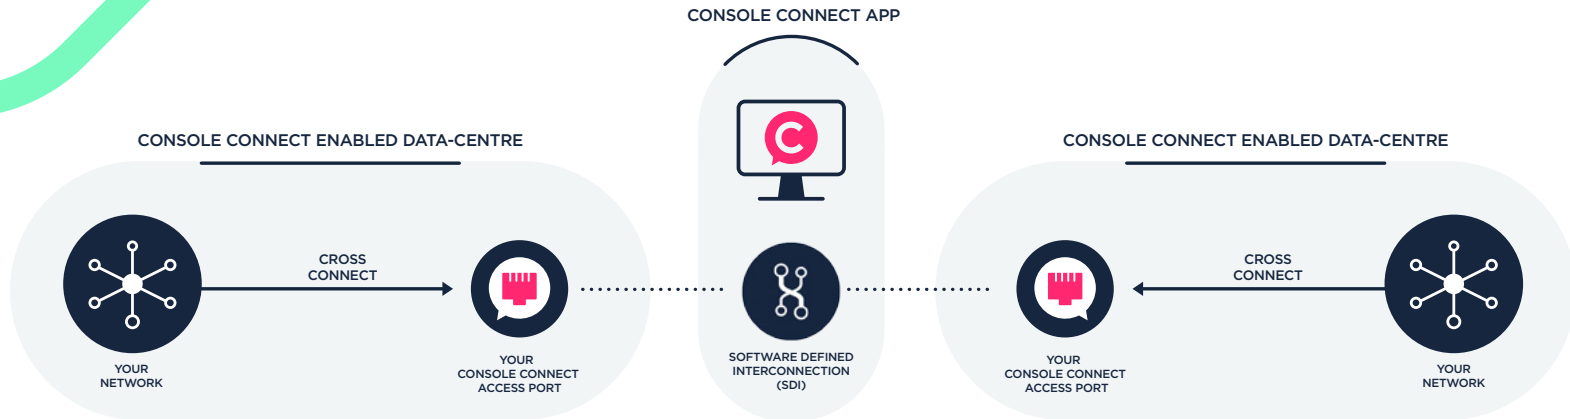 CONSOLE CONNECT APP
CONSOLE CONNECT ENABLED DATA-CENTRE
CONSOLE CONNECT ENABLED DATA-CENTRE
C
CROSS
CONNECT
CROSS
CONNECT
YOUR
NETWORK
YOUR
CONSOLE CONNECT
ACCESS PORT
SOFTWARE DEFINED
INTERCONNECTION
(SDI)
YOUR
CONSOLE CONNECT
ACCESS PORT
YOUR
NETWORK